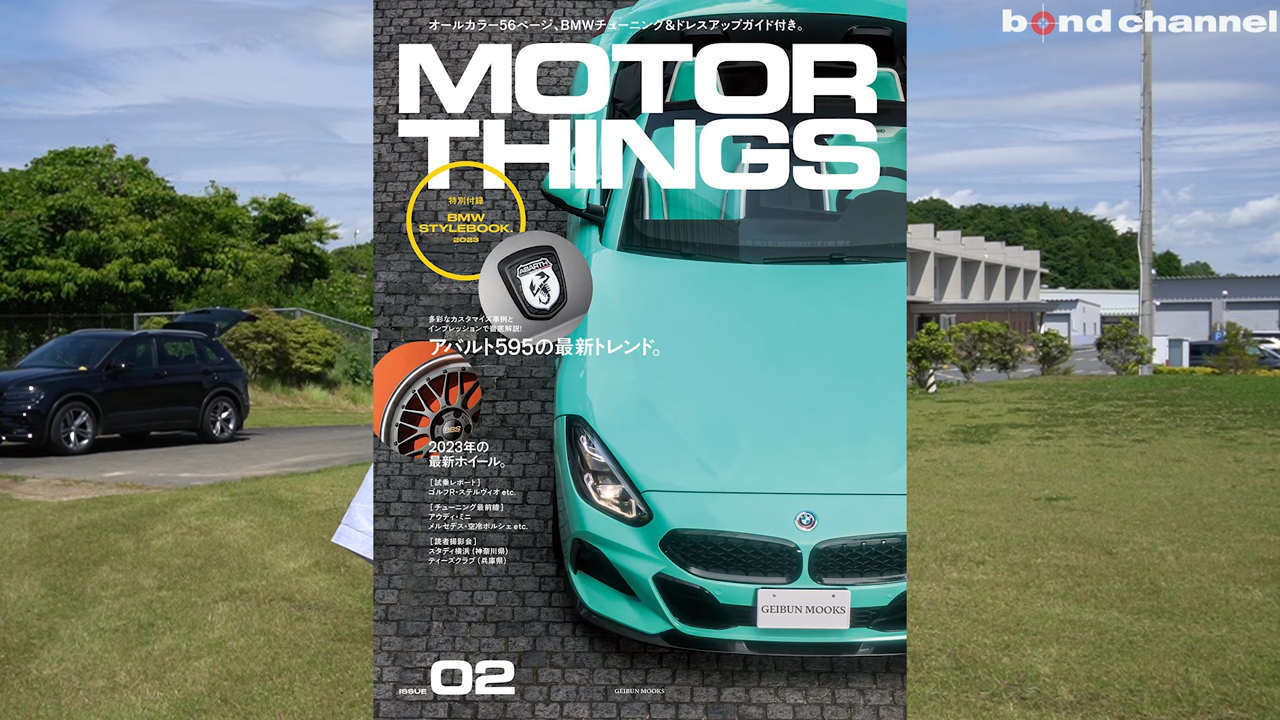 オールカラー56ページ、BMWチューニング&ドレスアップガイド付き。
bond channel
MOTOR
THINGS
特別付録
BMW
STYLEBOOK.
2023
ABARTH
多彩なカスタマイズ事例と
インプレッションで徹底解説!
アバルト595の最新トレンド。
BBS
2023年の
最新ホイール。
[試乗レポート]
ゴルフR・ステルヴィオ etc.
[チューニング最前線]
アウディ・ミニ
メルセデス・空冷ポルシェ etc.
[読者撮影会]
スタディ横浜 (神奈川県)
ティーズクラブ (兵庫県)
GEIBUN MOOKS
ISSUE 02
GEIBUN MOOKS